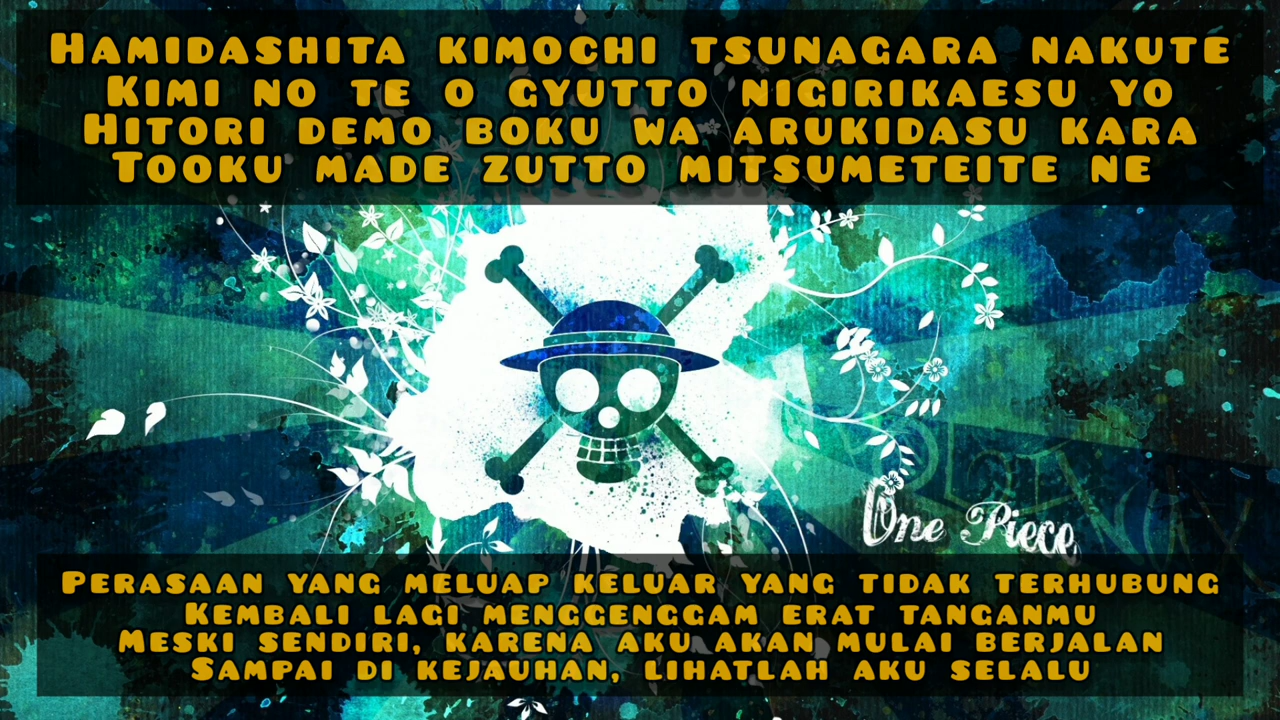 Hamidashita kimochi tsunagara nakute
Kimi no te o gyutto nigirikaesu yo
Hitori demo boku wa arukidasu kara
Tooku made zutto mitsumeteite ne
One Piece
Perasaan yang meluap keluar yang tidak terhubung
Kembali lagi menggenggam erat tanganmu
Meski sendiri, karena aku akan mulai berjalan
Sampai di kejauhan, lihatlah aku selalu